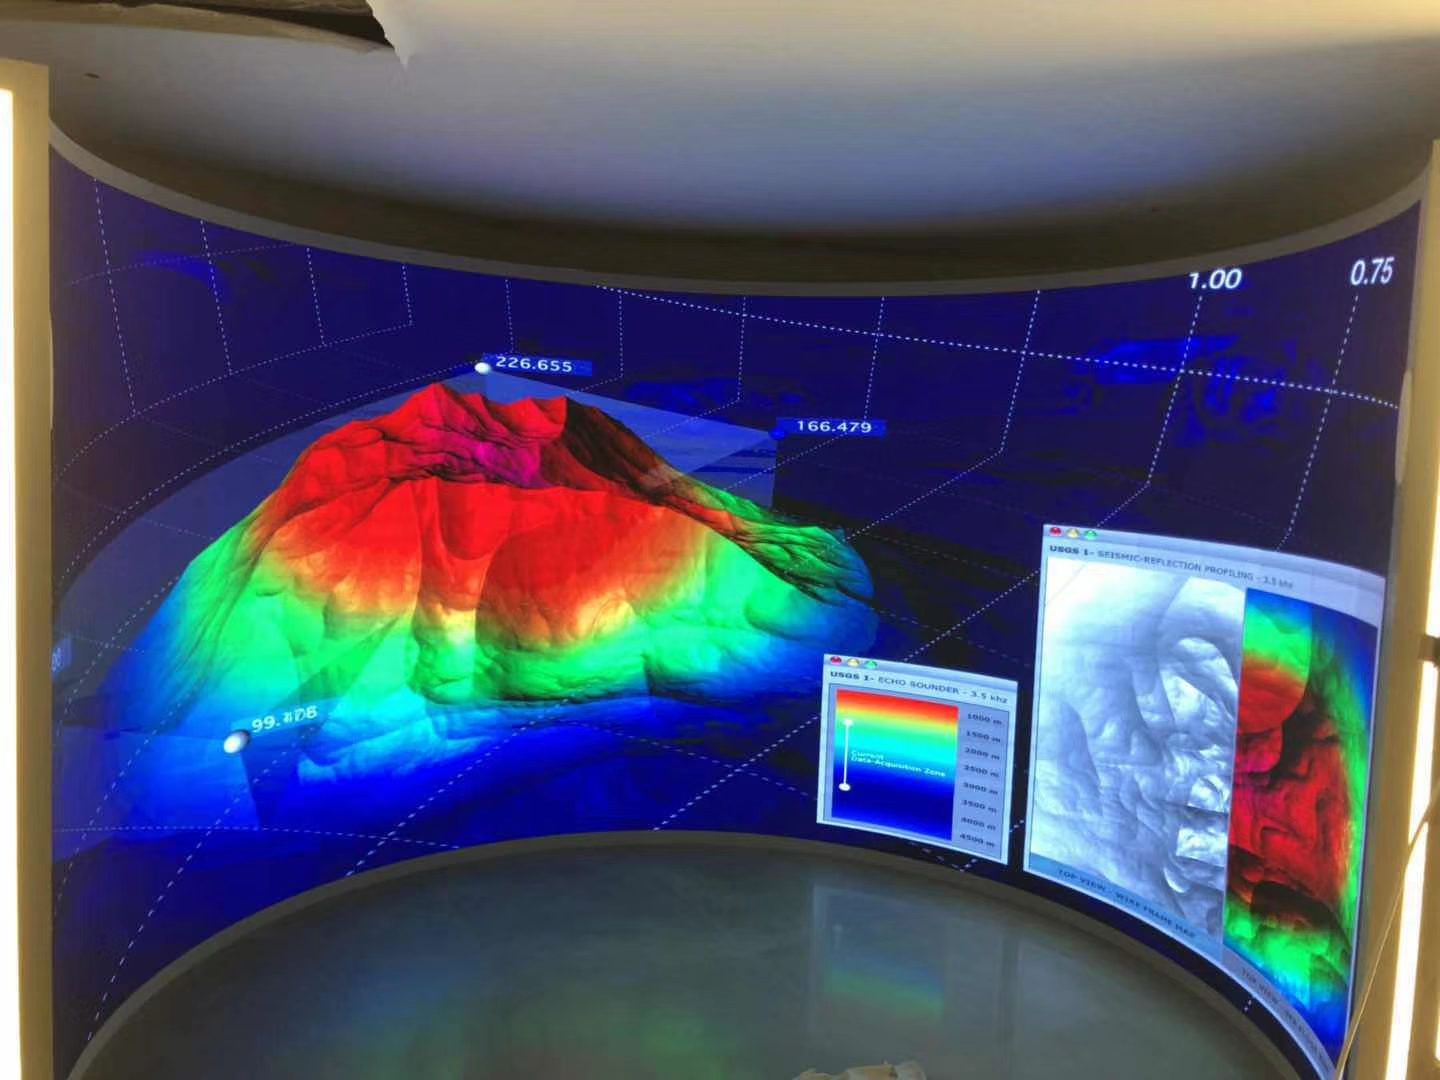 1.00
0.75
226.655
166.479
USGS 1- SEISMIC-REFLECTION PROFILING - 3.5 khz
USGS 1- ECHO SOUNDER - 3.5 khz
1000 m
1500 m
2000 m
2500 m
3000 m
3500 m
4000 m
4500 m
Current
Data-Acquisition Zone
TOP VIEW - WIRE FRAME MAP
TOP VIEW